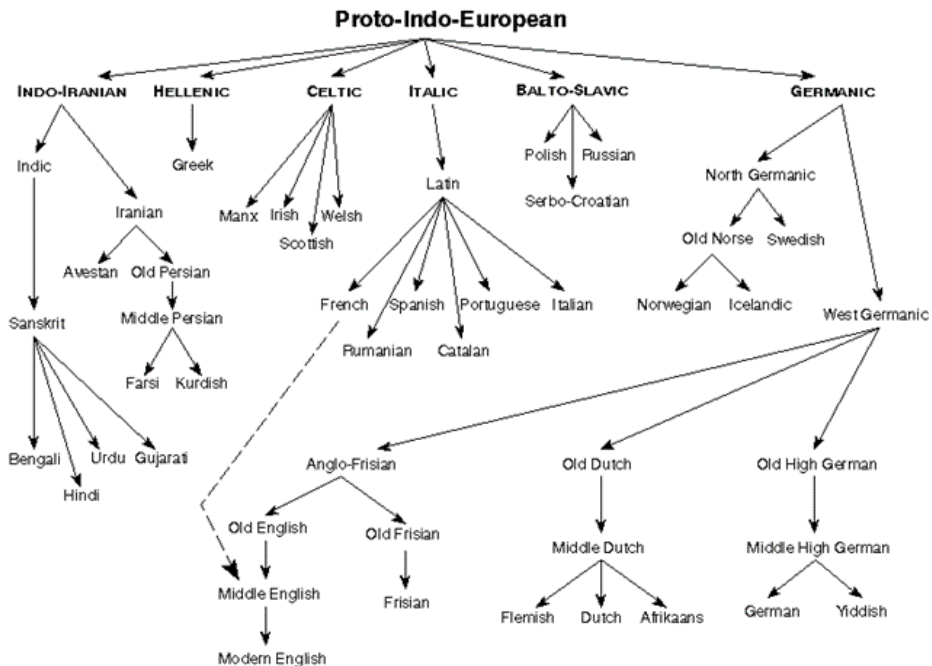 Proto-Indo-European
INDO-IRANIAN HELLENIC CELTIC ITALIC BALTO-SLAVIC GERMANIC
Indic Greek Polish Russian
North Germanic
Latin
Serbo-Croatian
Iranian Manx Irish Welsh
Scottish
Old Norse Swedish
Avestan Old Persian
French Spanish Portuguese Italian Norwegian Icelandic
Sanskrit Middle Persian West Germanic
Rumanian Catalan
Farsi Kurdish
Bengali Urdu Gujarati Anglo-Frisian Old Dutch Old High German
Hindi
Old English Old Frisian
Middle Dutch Middle High German
Middle English Frisian
Flemish Dutch Afrikaans German Yiddish
Modern English